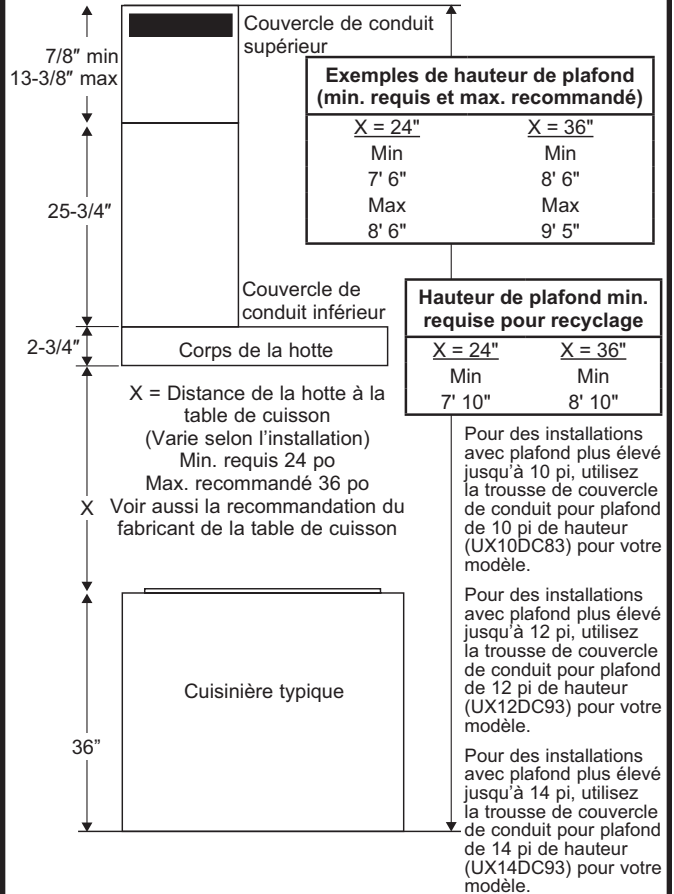 Couvercle de conduit
supérieur
7/8" min
13-3/8" max
Exemples de hauteur de plafond
(min. requis et max. recommandé)
X = 24" X = 36"
Min Min
7' 6" 8' 6"
Max Max
8' 6" 9' 5"
25-3/4"
Couvercle de
conduit inférieur
2-3/4"
Corps de la hotte
Hauteur de plafond min.
requise pour recyclage
X = 24" X = 36"
Min Min
7' 10" 8' 10"
X = Distance de la hotte à la
table de cuisson
(Varie selon l’installation)
Min. requis 24 po
Max. recommandé 36 po
Voir aussi la recommandation du
fabricant de la table de cuisson
X
Pour des installations
avec plafond plus élevé
jusqu’à 10 pi, utilisez
la trousse de couvercle
de conduit pour plafond
de 10 pi de hauteur
(UX10DC83) pour votre
modèle.
Pour des installations
avec plafond plus élevé
jusqu’à 12 pi, utilisez
la trousse de couvercle
de conduit pour plafond
de 12 pi de hauteur
(UX12DC93) pour votre
modèle.
Pour des installations
avec plafond plus élevé
jusqu’à 14 pi, utilisez
la trousse de couvercle
de conduit pour plafond
de 14 pi de hauteur
(UX14DC93) pour votre
modèle.
Cuisinière typique
36”